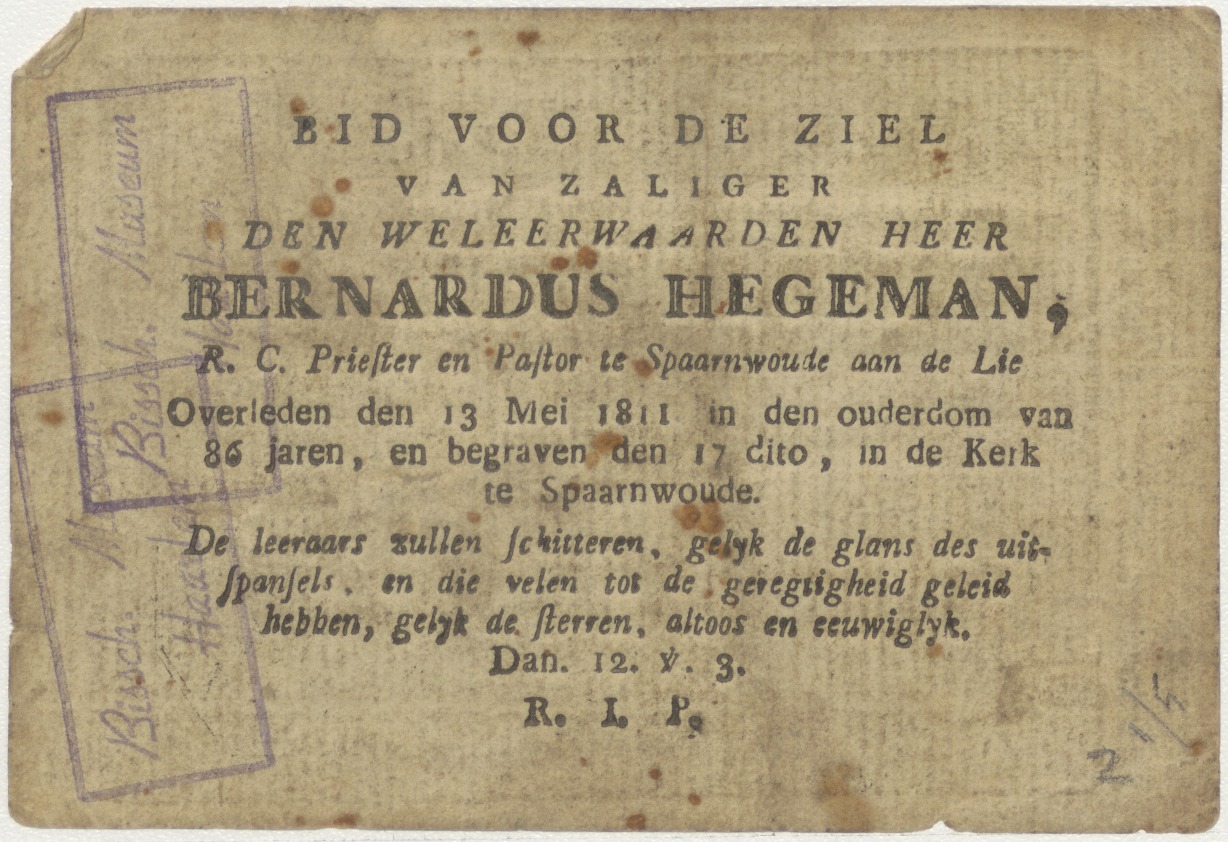 BID VOOR DE ZIEL
VAN ZALIGER
DEN WELEERWAARDEN HEER
BERNARDUS HEGEMAN,
R. C. Prieſter en Paſtor te Spaarnwoude aan de Lie
Overleden den 13 Mei 1811 in den ouderdom van
86 jaren, en begraven den 17 dito, in de Kerk
te Spaarnwoude.
De leeraars zullen ſchitteren, gelyk de glans des uit-
ſpanſels, en die velen tot de geregtigheid geleid
hebben, gelyk de ſterren, altoos en eeuwiglyk.
Dan. 12. ℣. 3.
R. I. P.
Bissch. Museum
Haarlem
Bissch. Museum
Haarlem
2 1/5